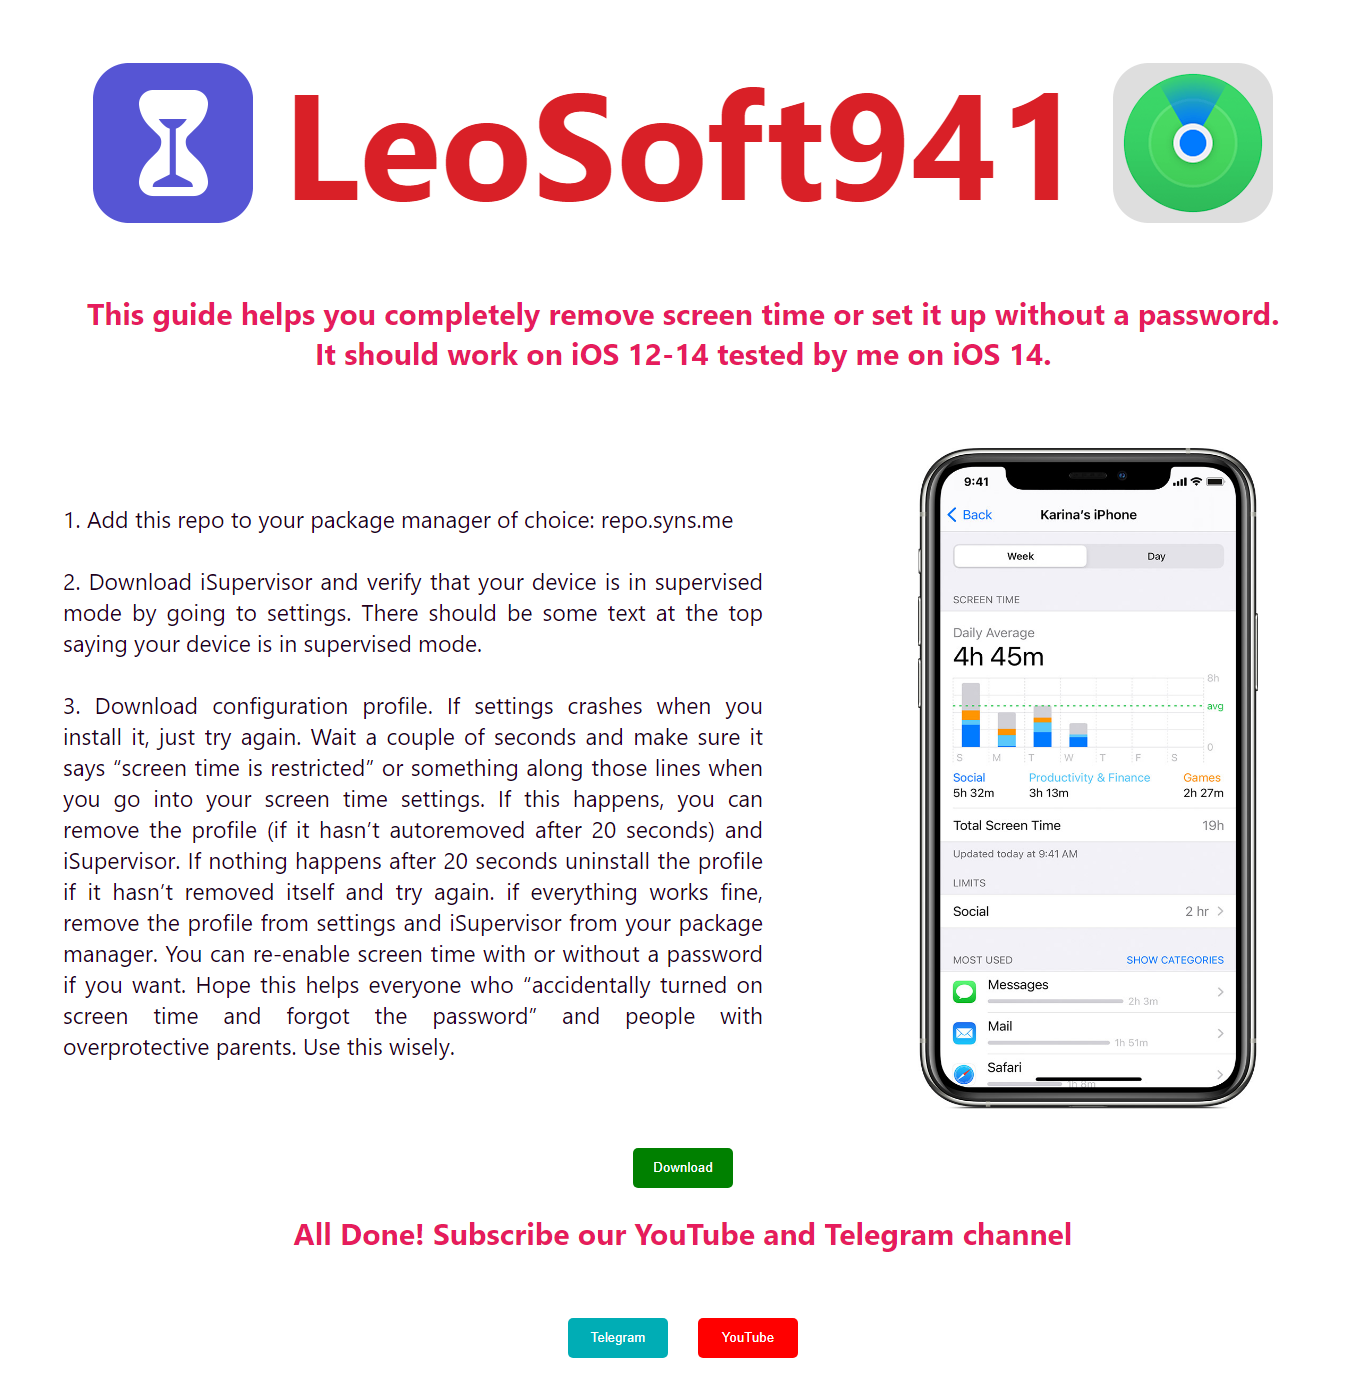 LeoSoft941
This guide helps you completely remove screen time or set it up without a password.
It should work on iOS 12-14 tested by me on iOS 14.
1. Add this repo to your package manager of choice: repo.syns.me
2. Download iSupervisor and verify that your device is in supervised
mode by going to settings. There should be some text at the top
saying your device is in supervised mode.
3. Download configuration profile. If settings crashes when you
install it, just try again. Wait a couple of seconds and make sure it
says “screen time is restricted” or something along those lines when
you go into your screen time settings. If this happens, you can
remove the profile (if it hasn’t autoremoved after 20 seconds) and
iSupervisor. If nothing happens after 20 seconds uninstall the profile
if it hasn’t removed itself and try again. if everything works fine,
remove the profile from settings and iSupervisor from your package
manager. You can re-enable screen time with or without a password
if you want. Hope this helps everyone who “accidentally turned on
screen time and forgot the password” and people with
overprotective parents. Use this wisely.
9:41
Back Karina’s iPhone
Week Day
SCREEN TIME
Daily Average
4h 45m
8h
avg
0
S M T W T F S
Social Productivity & Finance Games
5h 32m 3h 13m 2h 27m
Total Screen Time 19h
Updated today at 9:41 AM
LIMITS
Social 2 hr
MOST USED SHOW CATEGORIES
Messages
2h 3m
Mail
1h 51m
Safari
1h 8m
Download
All Done! Subscribe our YouTube and Telegram channel
Telegram YouTube